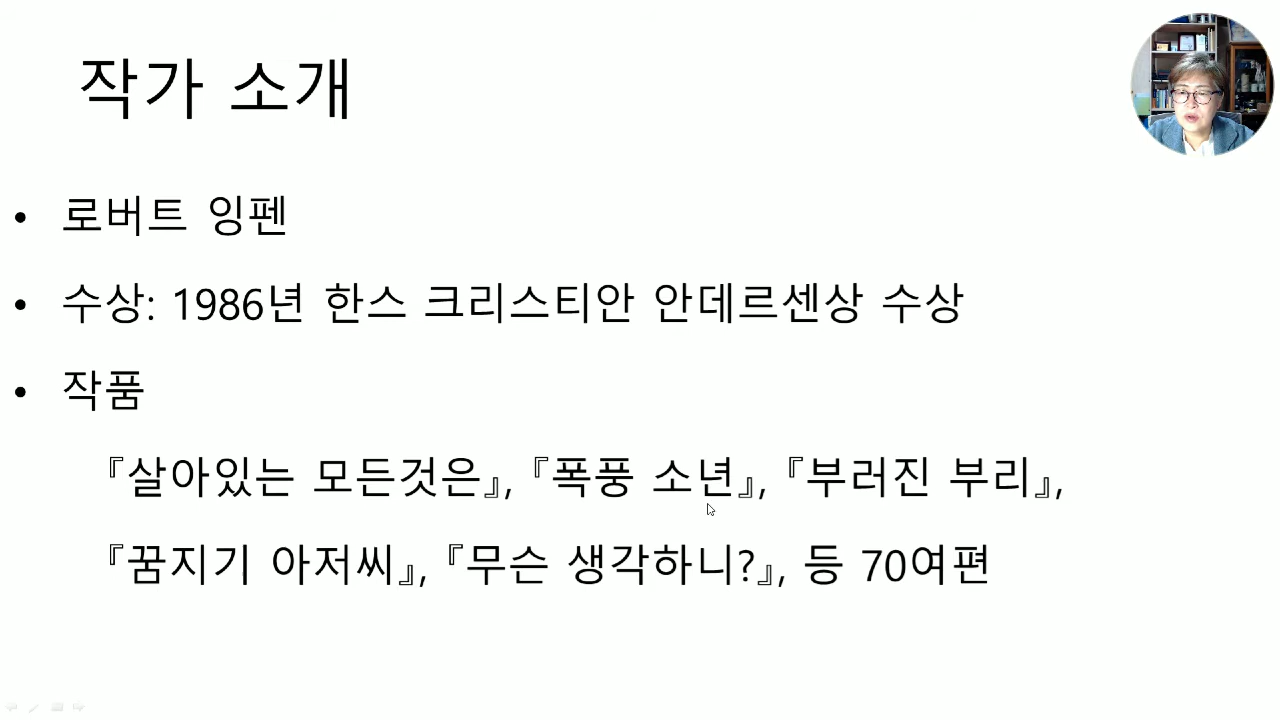 작가 소개
• 로버트 잉펜
• 수상: 1986년 한스 크리스티안 안데르센상 수상
• 작품
『살아있는 모든것은』, 『폭풍 소년』, 『부러진 부리』,
『꿈지기 아저씨』, 『무슨 생각하니?』, 등 70여편